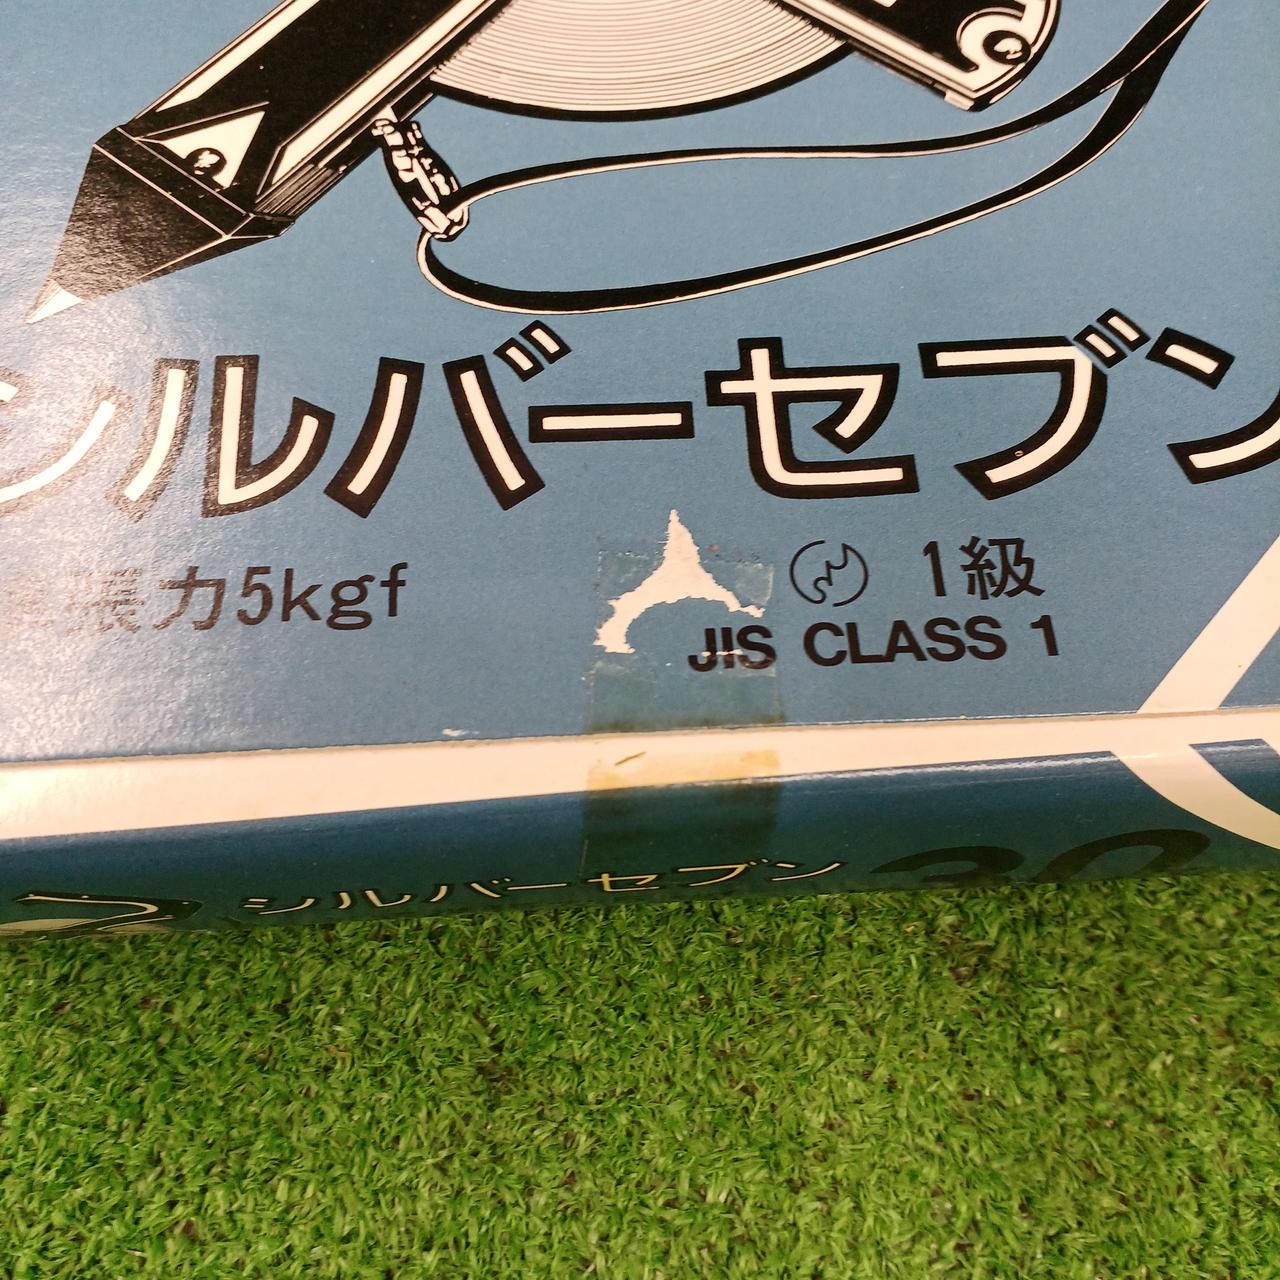 シルバーセブン
張力5kgf
1級
JIS CLASS 1
シルバーセブン 30